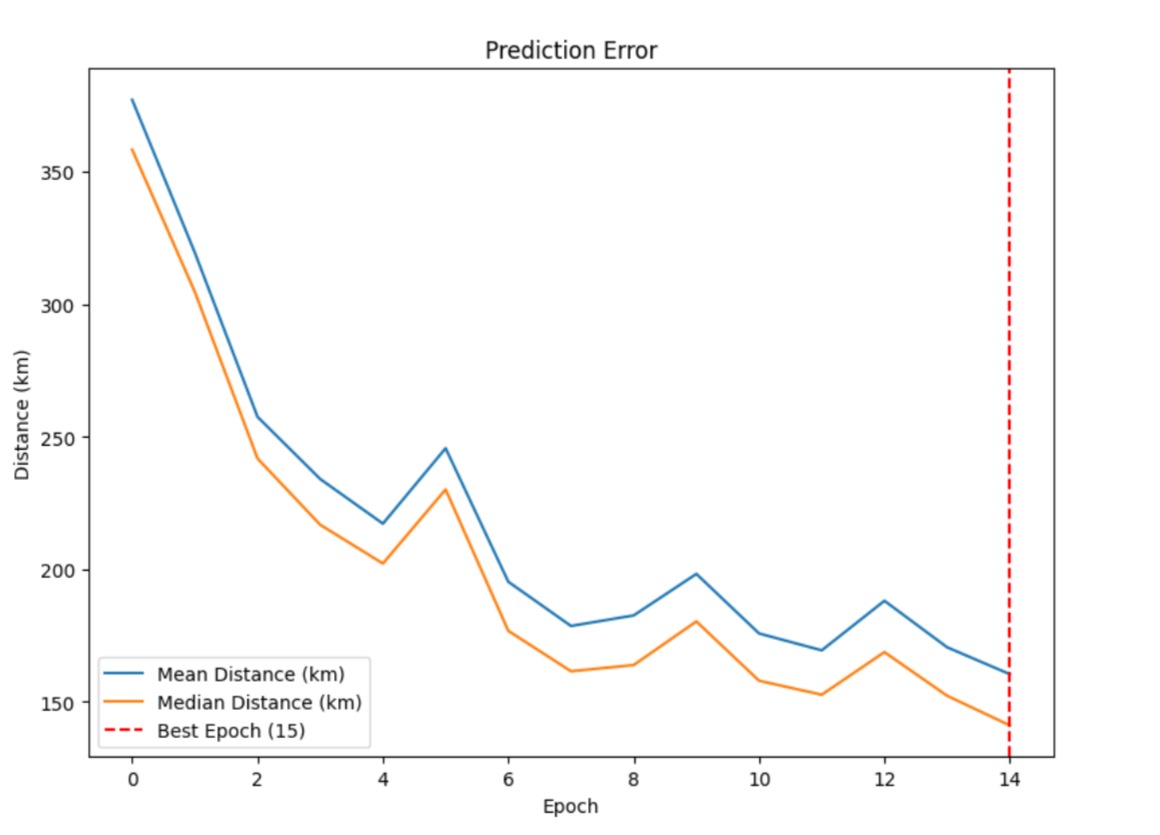 Prediction Error
350
300
250
200
150
Distance (km)
Mean Distance (km)
Median Distance (km)
Best Epoch (15)
0 2 4 6 8 10 12 14
Epoch